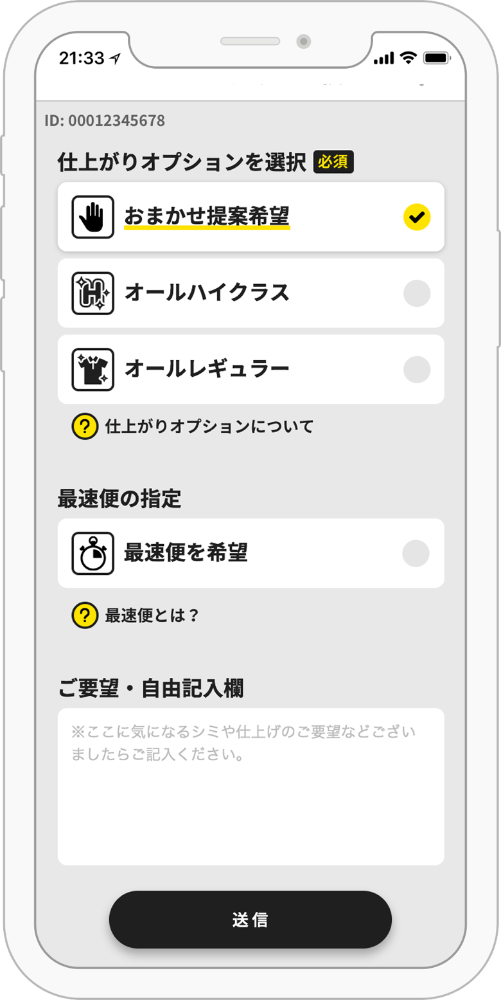 21:33
ID: 00012345678
仕上がりオプションを選択 必須
おまかせ提案希望
H オールハイクラス
オールレギュラー
? 仕上がりオプションについて
最速便の指定
最速便を希望
? 最速便とは？
ご要望・自由記入欄
※ここに気になるシミや仕上げのご要望などござい
ましたらご記入ください。
送信